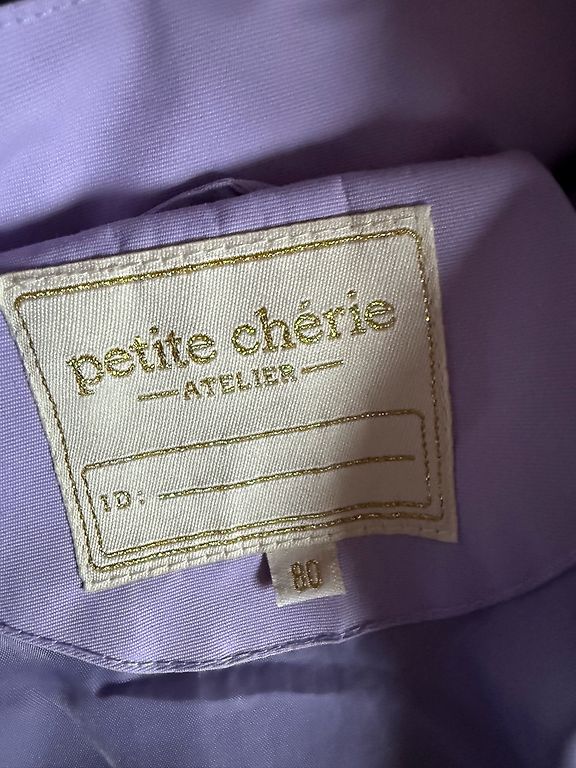 petite chérie
ATELIER
ID:
80